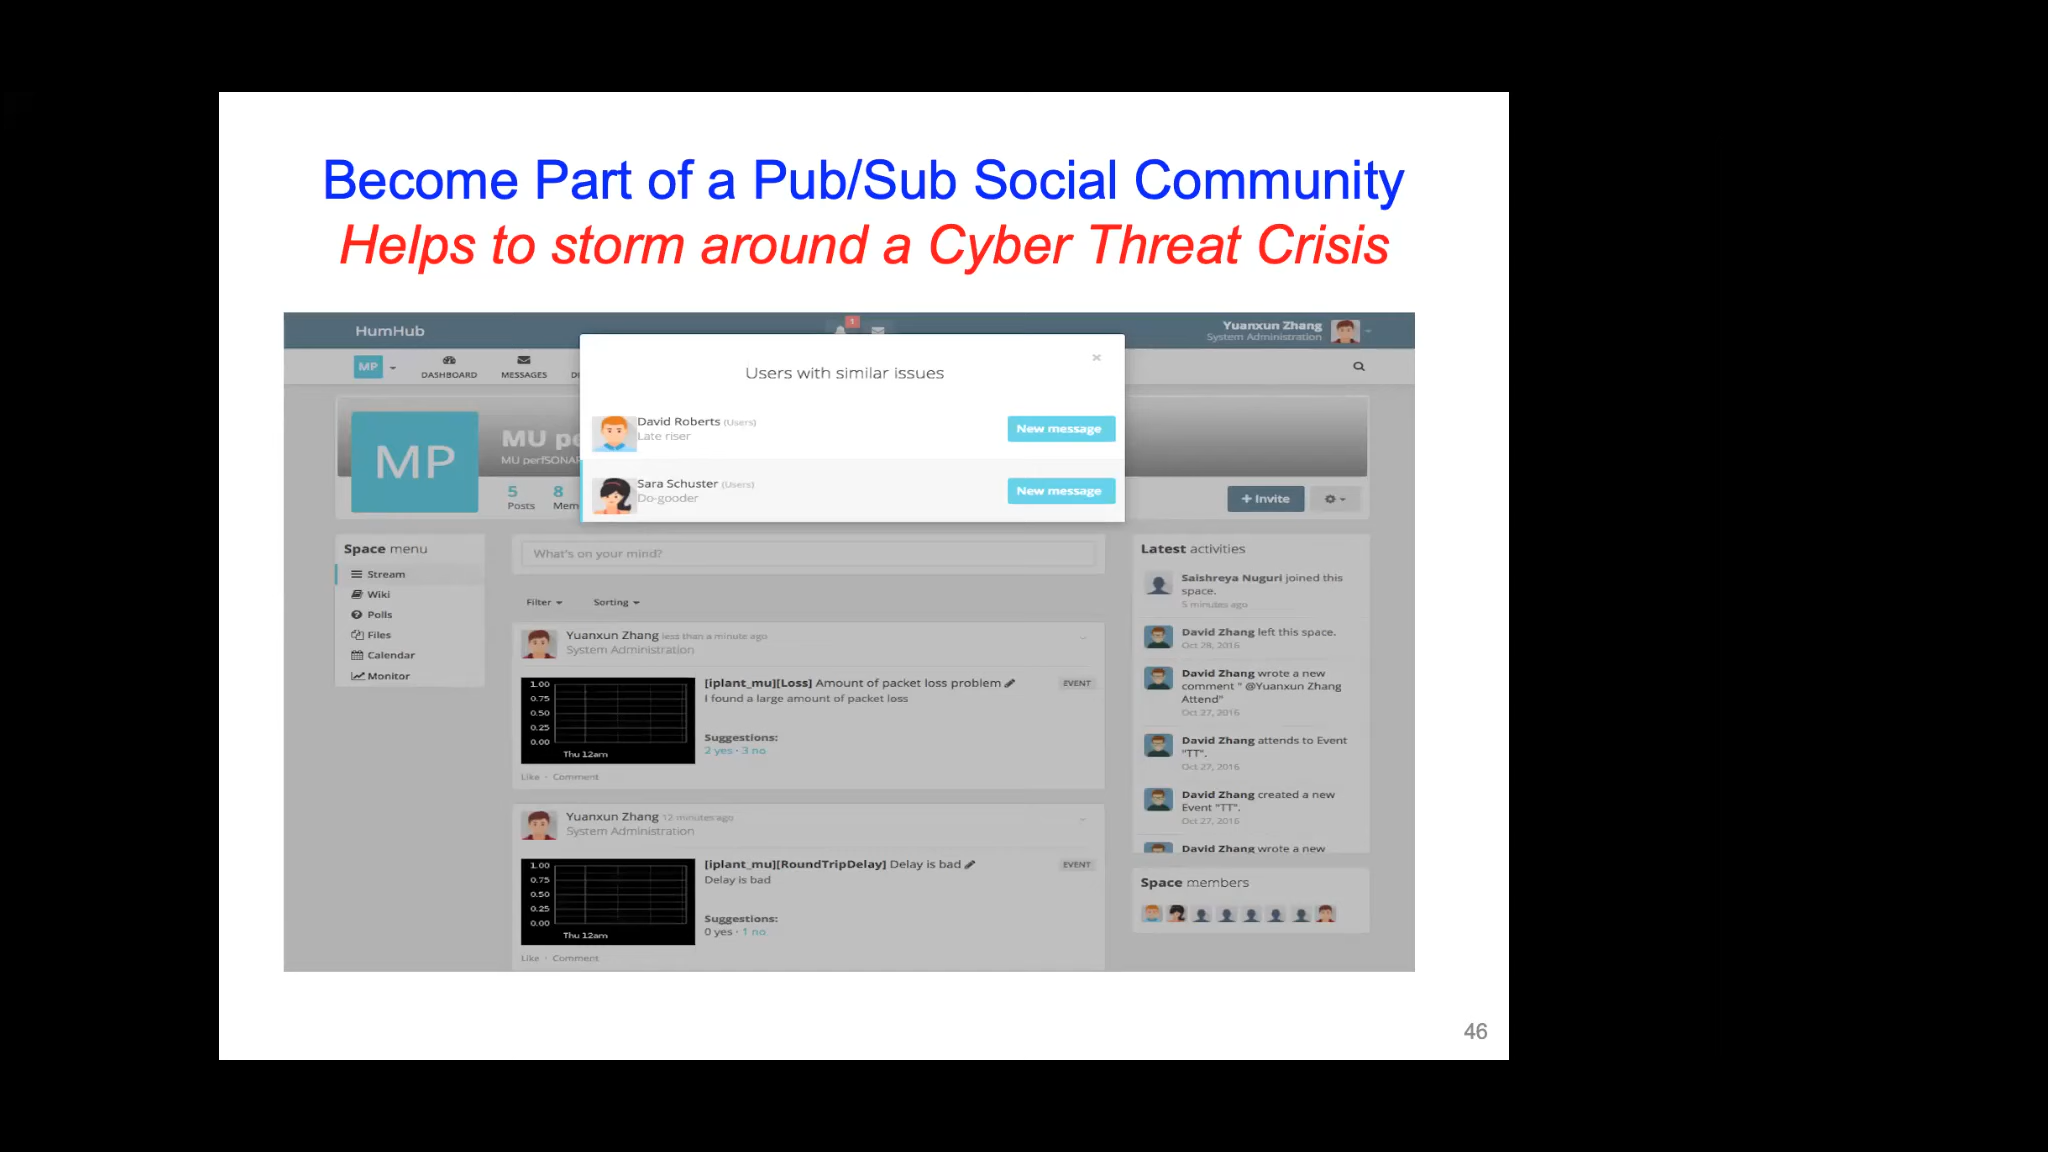 Become Part of a Pub/Sub Social Community
Helps to storm around a Cyber Threat Crisis
HumHub
1
Yuanxun Zhang
System Administration
MP
DASHBOARD
MESSAGES
Users with similar issues
×
David Roberts (Users)
Late riser
New message
Sara Schuster (Users)
Do-gooder
New message
MP
MU
MU perfSONAR
5
Posts
8
+ Invite
Space menu
Stream
Wiki
Polls
Files
Calendar
Monitor
What's on your mind?
Filter
Sorting
Yuanxun Zhang less than a minute ago
System Administration
[iplant_mu][Loss] Amount of packet loss problem
EVENT
I found a large amount of packet loss
Suggestions:
2 yes · 3 no
1.00
0.75
0.50
0.25
0.00
Thu 12am
Like · Comment
Yuanxun Zhang 12 minutes ago
System Administration
[iplant_mu][RoundTripDelay] Delay is bad
EVENT
Delay is bad
Suggestions:
0 yes · 1 no
1.00
0.75
0.50
0.25
0.00
Thu 12am
Like · Comment
Latest activities
Saishreya Nuguri joined this
space.
5 minutes ago
David Zhang left this space.
Oct 28, 2016
David Zhang wrote a new
comment " @Yuanxun Zhang
Attend"
Oct 27, 2016
David Zhang attends to Event
"TT".
Oct 27, 2016
David Zhang created a new
Event "TT".
Oct 27, 2016
David Zhang wrote a new
Space members
46